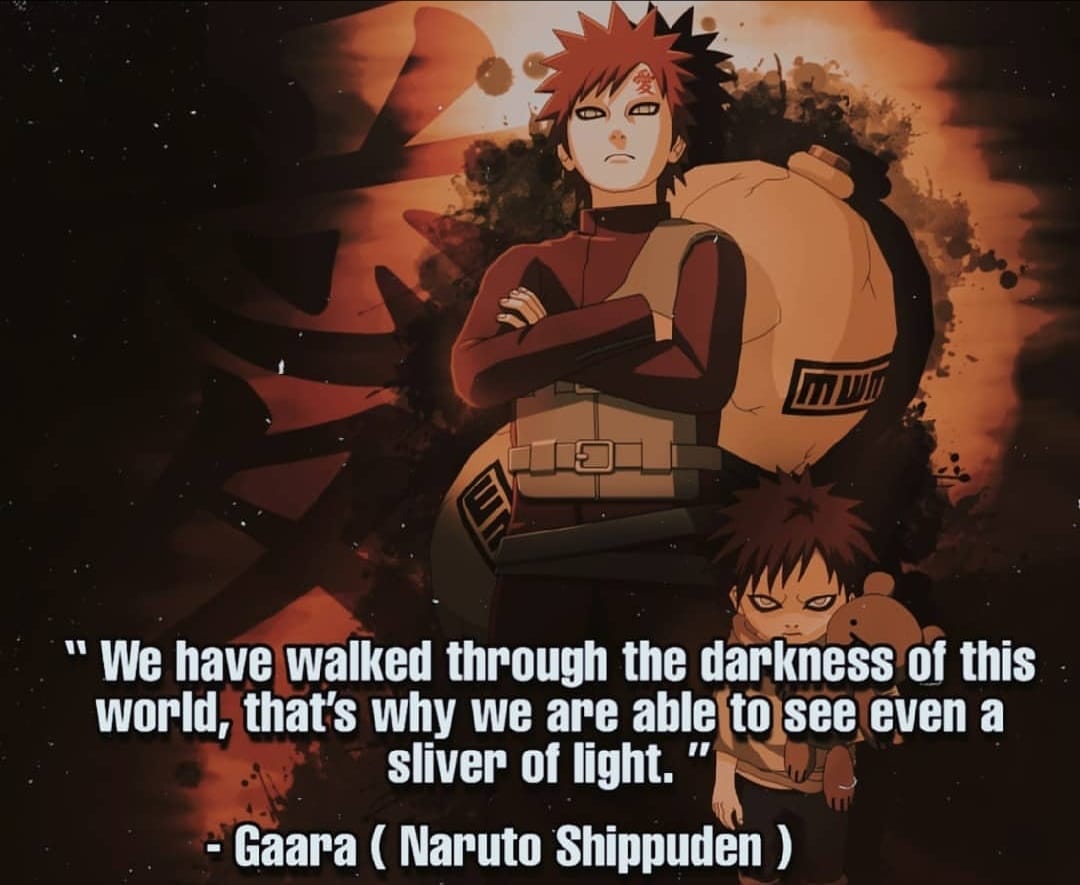 愛
" We have walked through the darkness of this
world, that's why we are able to see even a
sliver of light. "
- Gaara ( Naruto Shippuden )